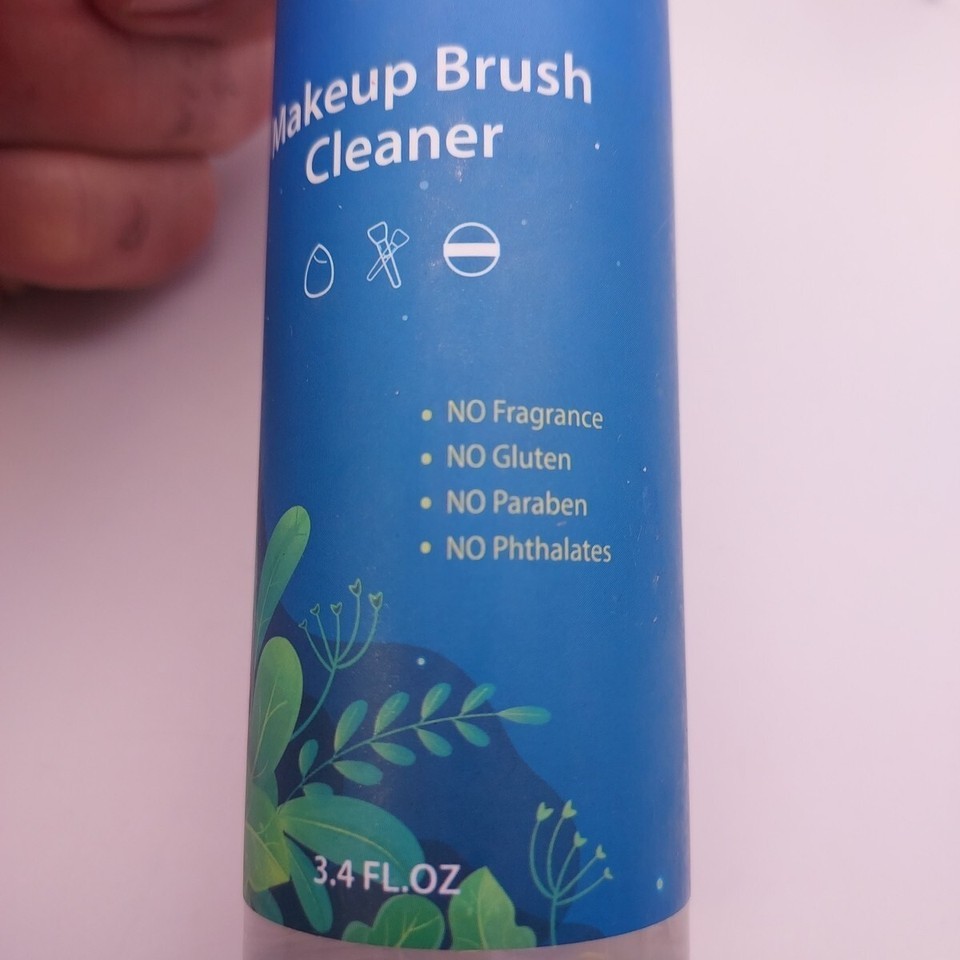 Makeup Brush
Cleaner
• NO Fragrance
• NO Gluten
• NO Paraben
• NO Phthalates
3.4 FL.OZ